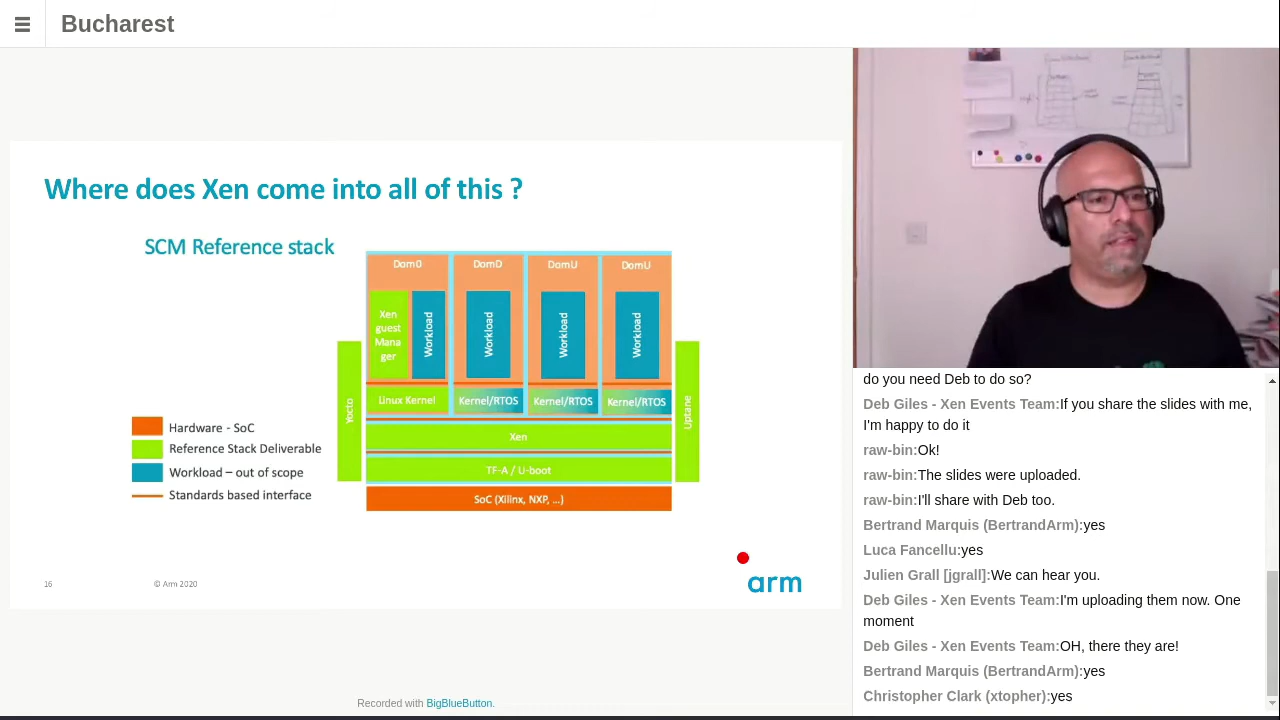 Bucharest
Where does Xen come into all of this ?
SCM Reference stack
Dom0
DomD
DomU
DomU
Xen
guest
Mana
ger
Workload
Workload
Workload
Workload
Linux Kernel
Kernel/RTOS
Kernel/RTOS
Kernel/RTOS
Yocto
Uptane
Xen
TF-A / U-boot
SoC (Xilinx, NXP, ...)
Hardware - SoC
Reference Stack Deliverable
Workload – out of scope
Standards based interface
16
© Arm 2020
arm
Recorded with BigBlueButton.
do you need Deb to do so?
Deb Giles - Xen Events Team:If you share the slides with me,
I'm happy to do it
raw-bin:Ok!
raw-bin:The slides were uploaded.
raw-bin:I'll share with Deb too.
Bertrand Marquis (BertrandArm):yes
Luca Fancellu:yes
Julien Grall [jgrall]:We can hear you.
Deb Giles - Xen Events Team:I'm uploading them now. One
moment
Deb Giles - Xen Events Team:OH, there they are!
Bertrand Marquis (BertrandArm):yes
Christopher Clark (xtopher):yes